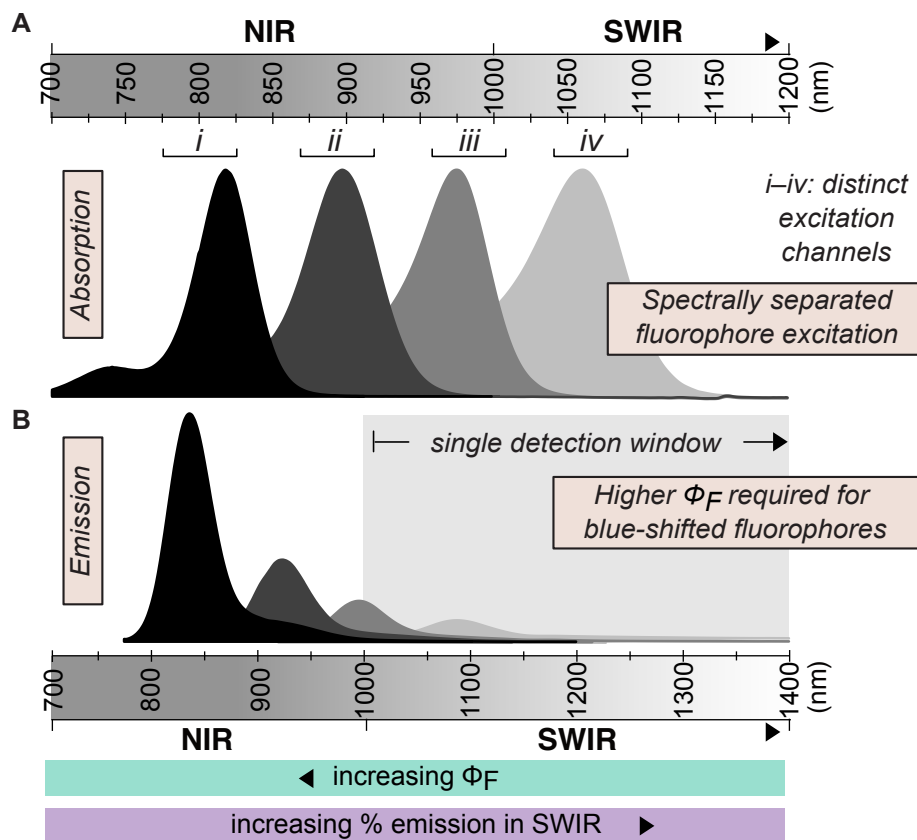 A
NIR
SWIR
700
750
800
850
900
950
1000
1050
1100
1150
1200
(nm)
i
ii
iii
iv
Absorption
i–iv: distinct
excitation
channels
Spectrally separated
fluorophore excitation
B
Emission
single detection window
Higher ΦF required for
blue-shifted fluorophores
700
800
900
1000
1100
1200
1300
1400
(nm)
NIR
SWIR
increasing ΦF
increasing % emission in SWIR